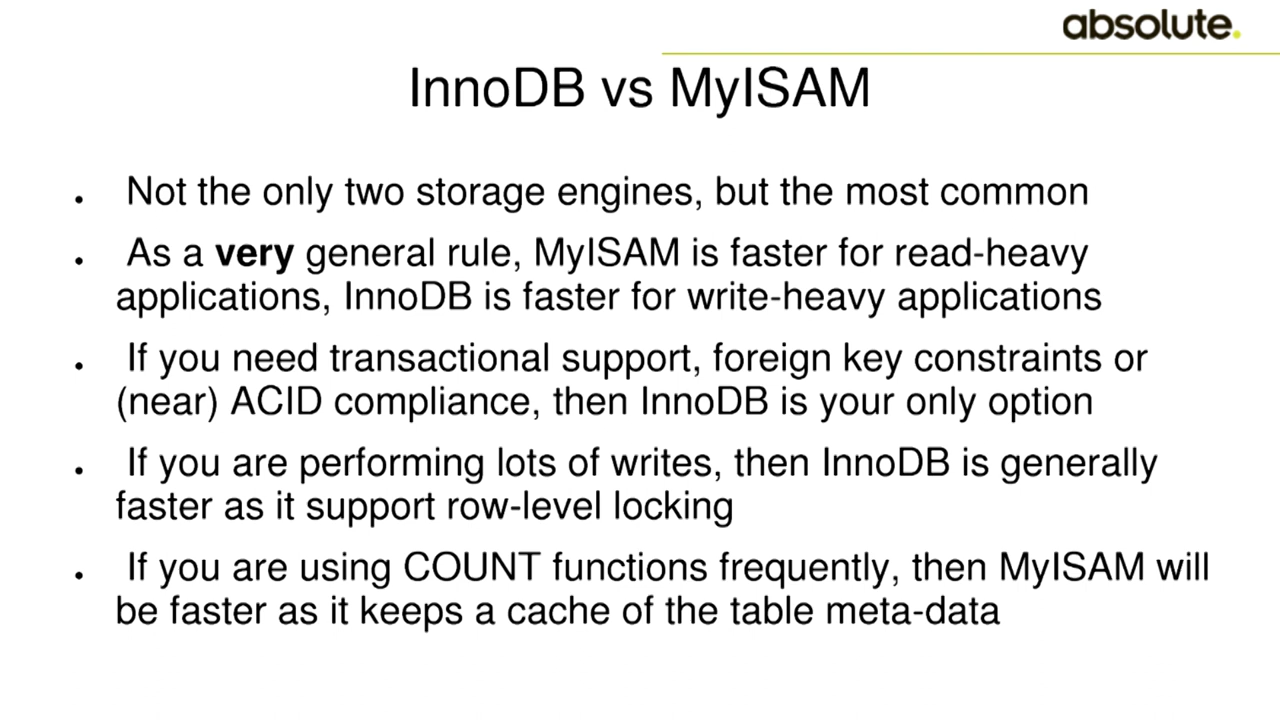 absolute.
InnoDB vs MyISAM
• Not the only two storage engines, but the most common
• As a very general rule, MyISAM is faster for read-heavy
applications, InnoDB is faster for write-heavy applications
• If you need transactional support, foreign key constraints or
(near) ACID compliance, then InnoDB is your only option
• If you are performing lots of writes, then InnoDB is generally
faster as it support row-level locking
• If you are using COUNT functions frequently, then MyISAM will
be faster as it keeps a cache of the table meta-data